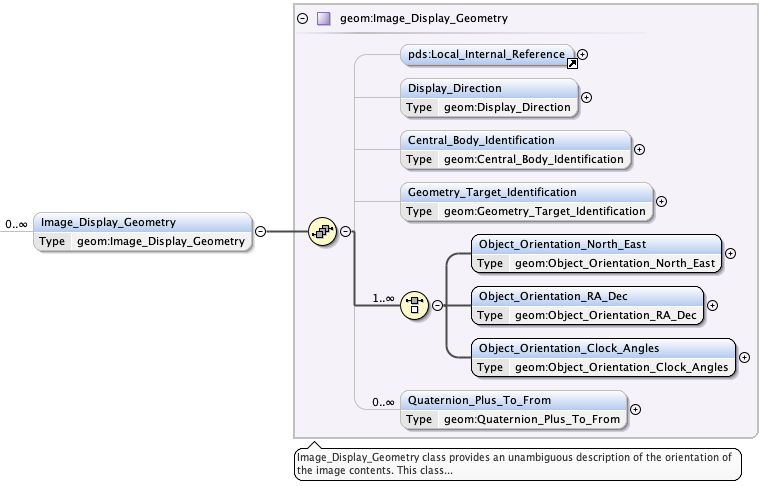 geom:Image_Display_Geometry
pds:Local_Internal_Reference
Display_Direction
Type geom:Display_Direction
Central_Body_Identification
Type geom:Central_Body_Identification
Geometry_Target_Identification
Type geom:Geometry_Target_Identification
0..∞
Image_Display_Geometry
Type geom:Image_Display_Geometry
Object_Orientation_North_East
Type geom:Object_Orientation_North_East
1..∞
Object_Orientation_RA_Dec
Type geom:Object_Orientation_RA_Dec
Object_Orientation_Clock_Angles
Type geom:Object_Orientation_Clock_Angles
0..∞
Quaternion_Plus_To_From
Type geom:Quaternion_Plus_To_From
Image_Display_Geometry class provides an unambiguous description of the orientation of
the image contents. This class...